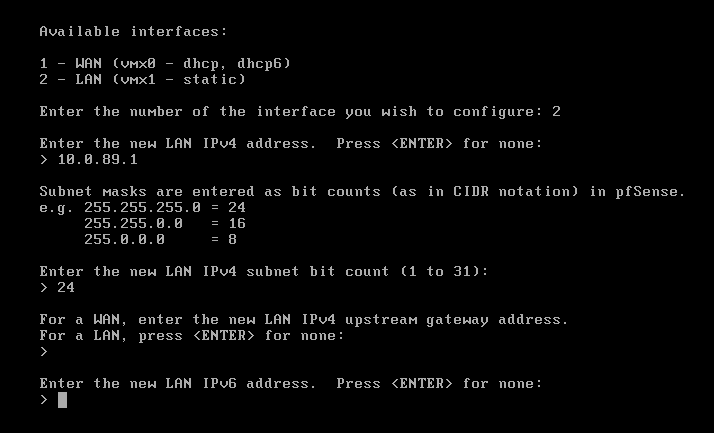 Available interfaces:
1 - WAN (vmx0 - dhcp, dhcp6)
2 - LAN (vmx1 - static)
Enter the number of the interface you wish to configure: 2
Enter the new LAN IPv4 address.  Press <ENTER> for none:
> 10.0.89.1
Subnet masks are entered as bit counts (as in CIDR notation) in pfSense.
e.g. 255.255.255.0 = 24
     255.255.0.0   = 16
     255.0.0.0     = 8
Enter the new LAN IPv4 subnet bit count (1 to 31):
> 24
For a WAN, enter the new LAN IPv4 upstream gateway address.
For a LAN, press <ENTER> for none:
>
Enter the new LAN IPv6 address.  Press <ENTER> for none:
>